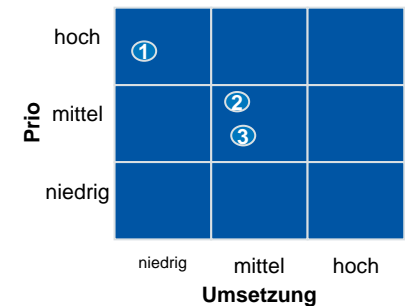 hoch
1
Prio
mittel
2
3
niedrig
niedrig
mittel
hoch
Umsetzung